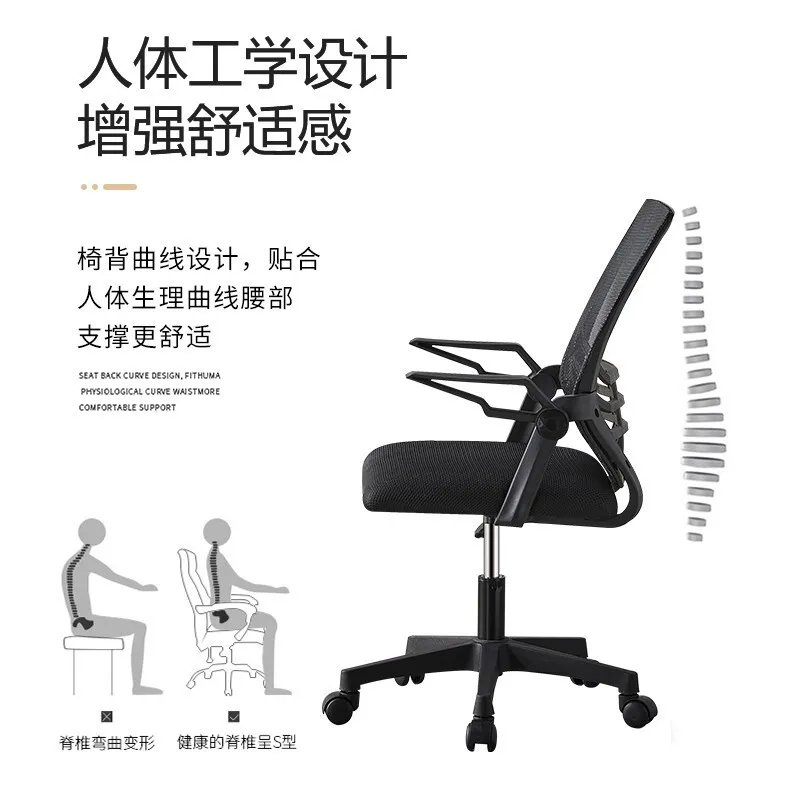 人体工学设计
增强舒适感
椅背曲线设计，贴合
人体生理曲线腰部
支撑更舒适
SEAT BACK CURVE DESIGN, FITHUMA
PHYSIOLOGICAL CURVE WAISTMORE
COMFORTABLE SUPPORT
脊椎弯曲变形
健康的脊椎呈S型